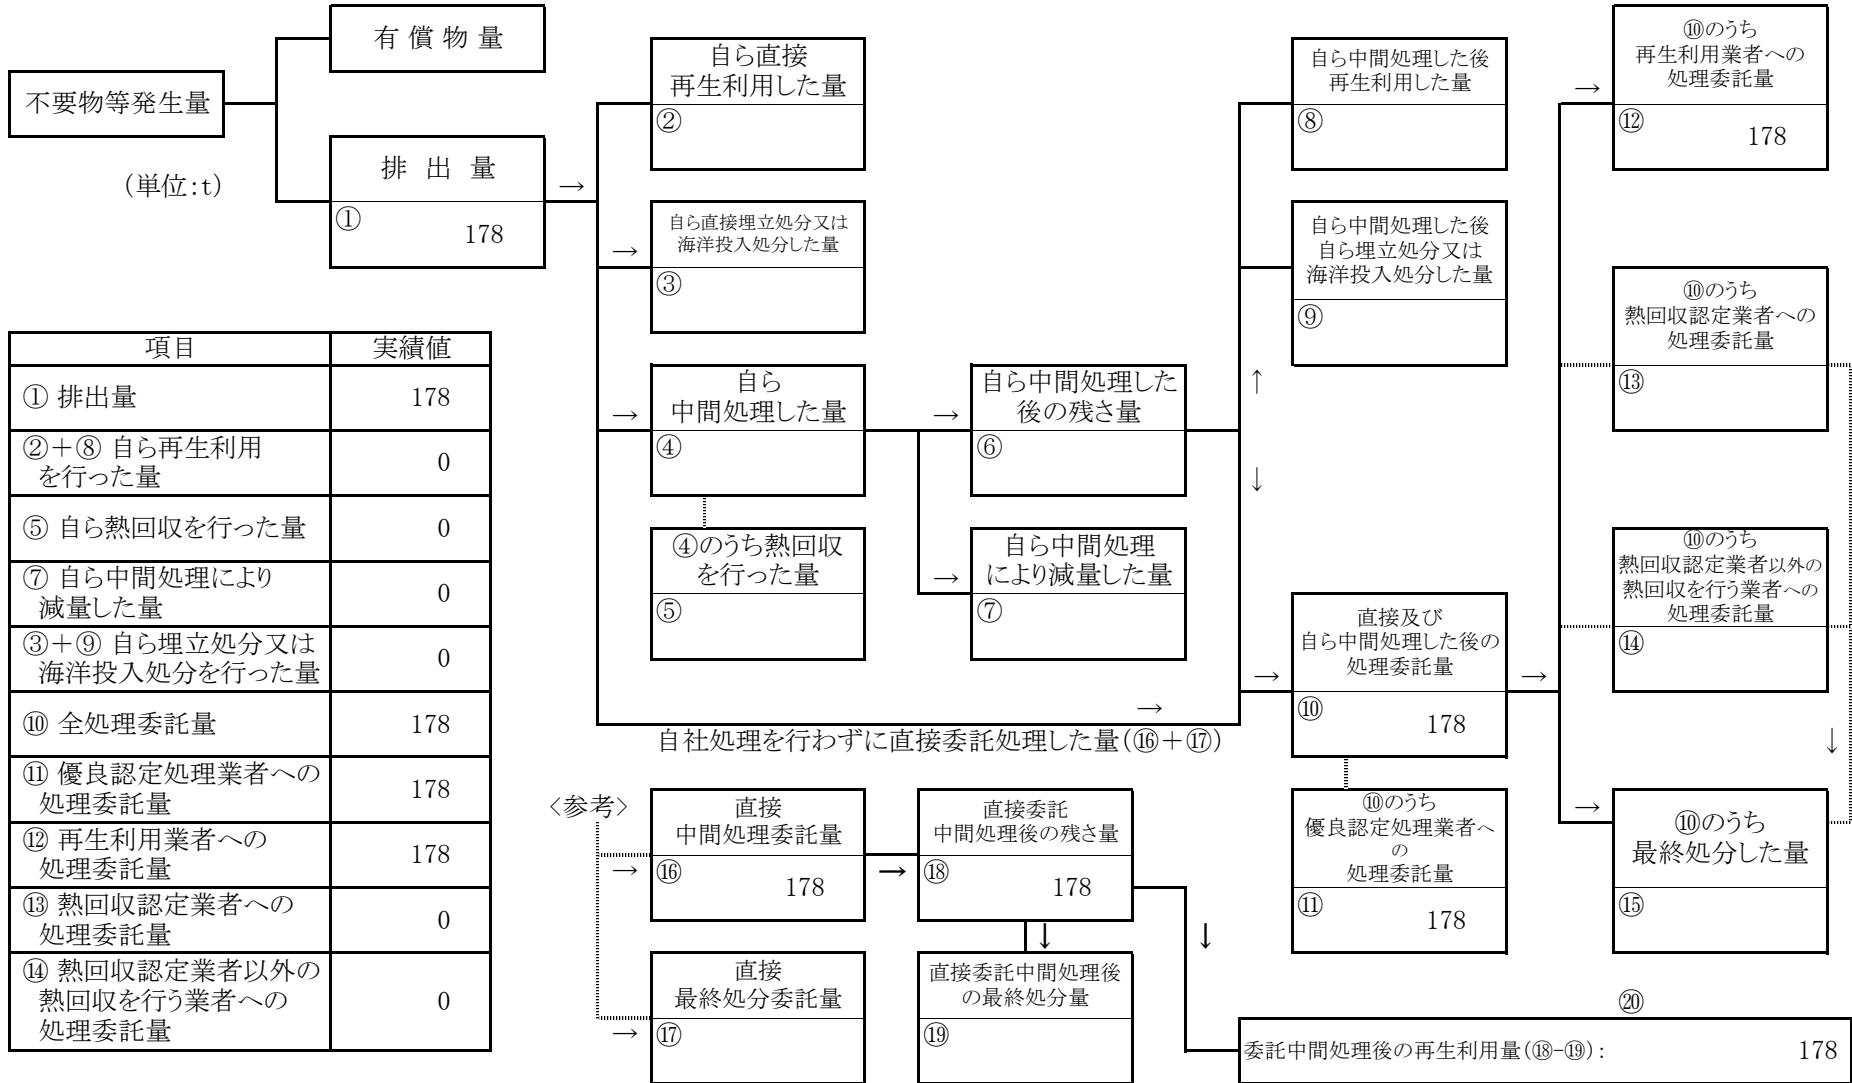 有 償 物 量
不要物等発生量
(単位:t)
排 出 量
①
178
→
自ら直接
再生利用した量
②
→
自ら直接埋立処分又は
海洋投入処分した量
③
→
自ら
中間処理した量
④
④のうち熱回収
を行った量
⑤
→
自ら中間処理した
後の残さ量
⑥
→
自ら中間処理
により減量した量
⑦
↑
↓
自ら中間処理した後
再生利用した量
⑧
自ら中間処理した後
自ら埋立処分又は
海洋投入処分した量
⑨
→
自社処理を行わずに直接委託処理した量(⑯+⑰)
→
直接及び
自ら中間処理した後の
処理委託量
⑩
178
⑩のうち
優良認定処理業者へ
の
処理委託量
⑪
178
→
→
⑩のうち
再生利用業者への
処理委託量
⑫
178
⑩のうち
熱回収認定業者への
処理委託量
⑬
⑩のうち
熱回収認定業者以外の
熱回収を行う業者への
処理委託量
⑭
↓
→
⑩のうち
最終処分した量
⑮
項目 実績値
① 排出量 178
②+⑧ 自ら再生利用
を行った量 0
⑤ 自ら熱回収を行った量 0
⑦ 自ら中間処理により
減量した量 0
③+⑨ 自ら埋立処分又は
海洋投入処分を行った量 0
⑩ 全処理委託量 178
⑪ 優良認定処理業者への
処理委託量 178
⑫ 再生利用業者への
処理委託量 178
⑬ 熱回収認定業者への
処理委託量 0
⑭ 熱回収認定業者以外の
熱回収を行う業者への
処理委託量 0
〈参考〉
→
直接
中間処理委託量
⑯
178
→
直接委託
中間処理後の残さ量
⑱
178
↓
↓
→
直接
最終処分委託量
⑰
直接委託中間処理後
の最終処分量
⑲
⑳
委託中間処理後の再生利用量(⑱-⑲): 178